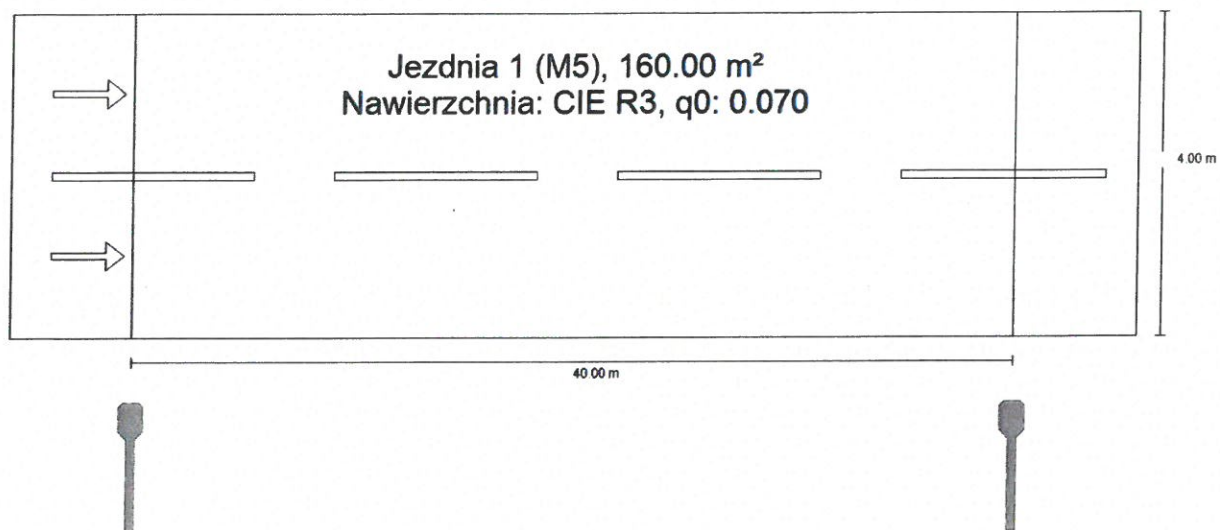 Jezdnia 1 (M5), 160.00 m²
Nawierzchnia: CIE R3, q0: 0.070
4.00 m
40.00 m